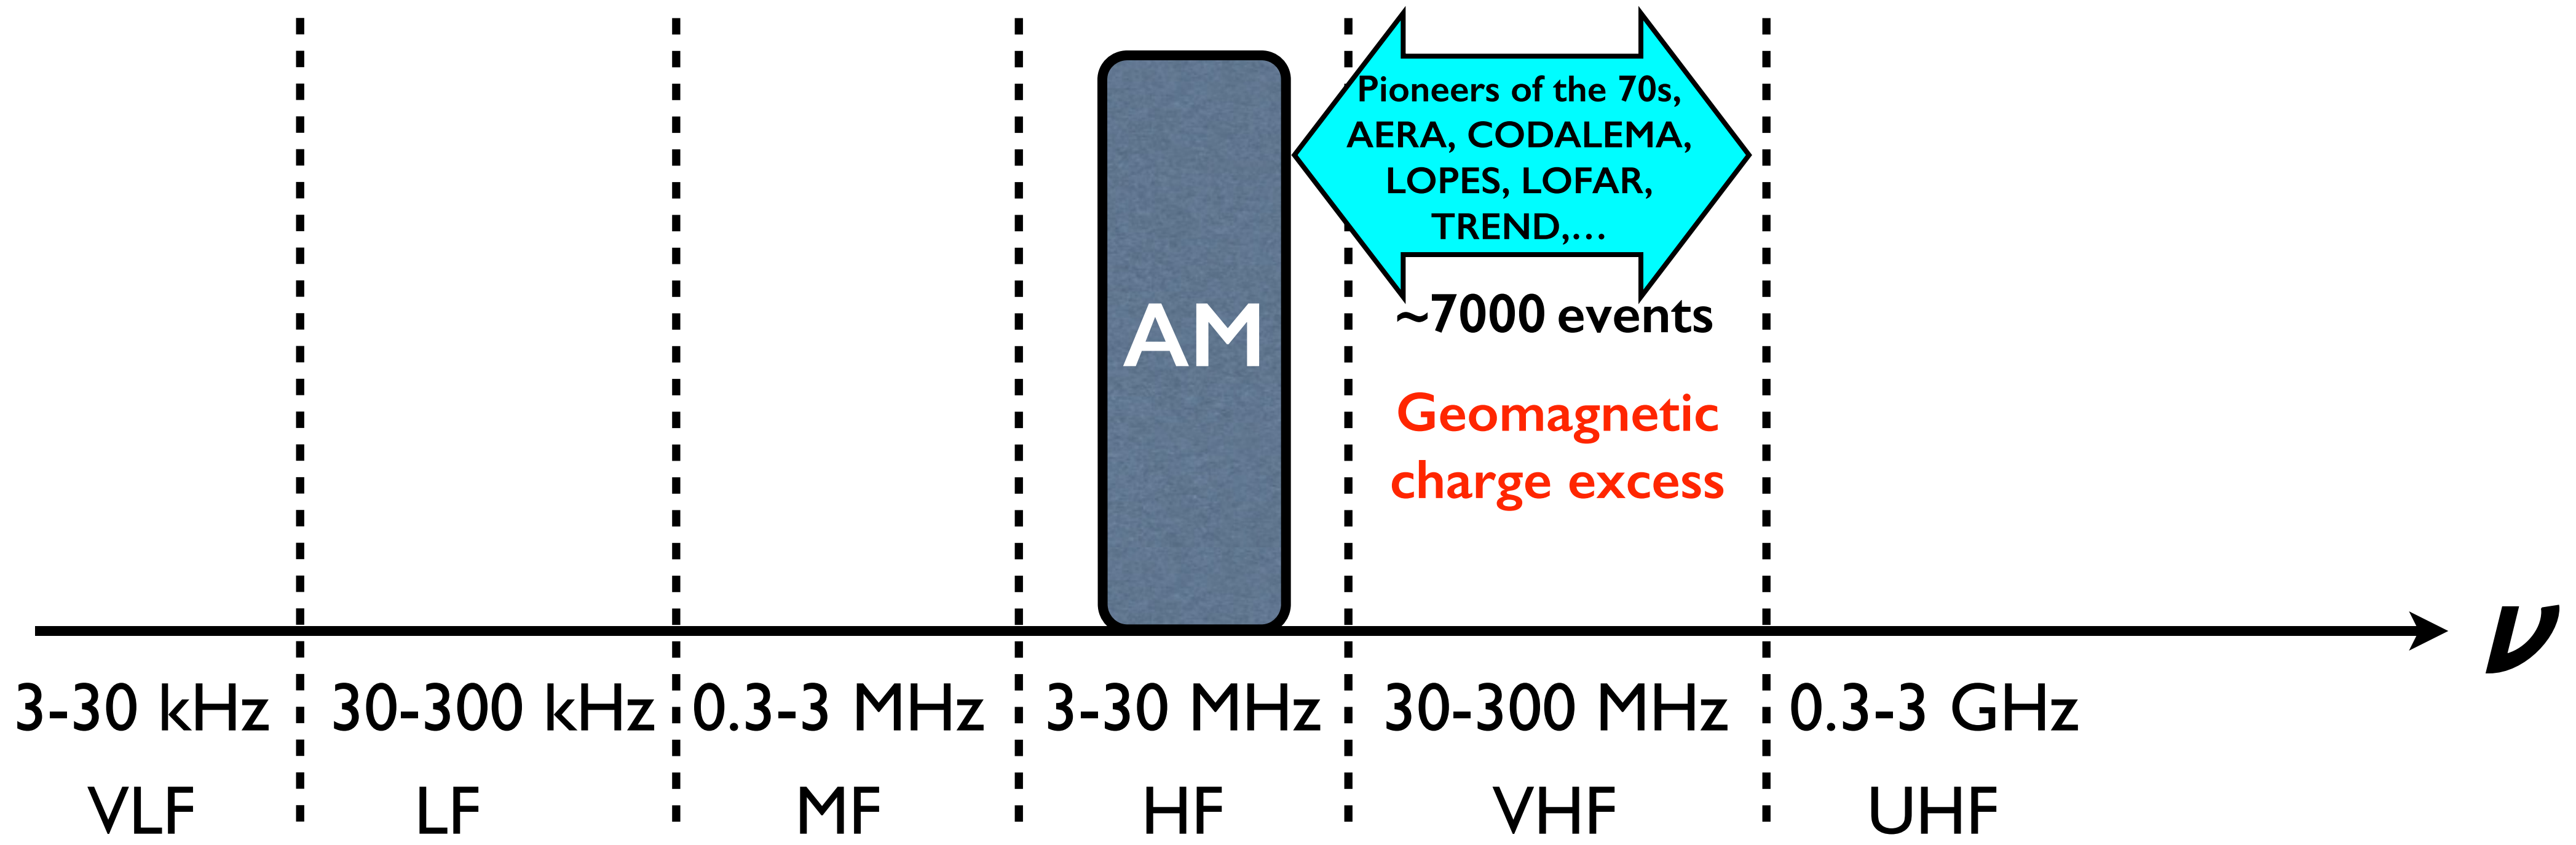 Pioneers of the 70s,
AERA, CODALEMA,
LOPES, LOFAR,
TREND,...
AM
~7000 events
Geomagnetic
charge excess
ν
3-30 kHz
30-300 kHz
0.3-3 MHz
3-30 MHz
30-300 MHz
0.3-3 GHz
VLF
LF
MF
HF
VHF
UHF